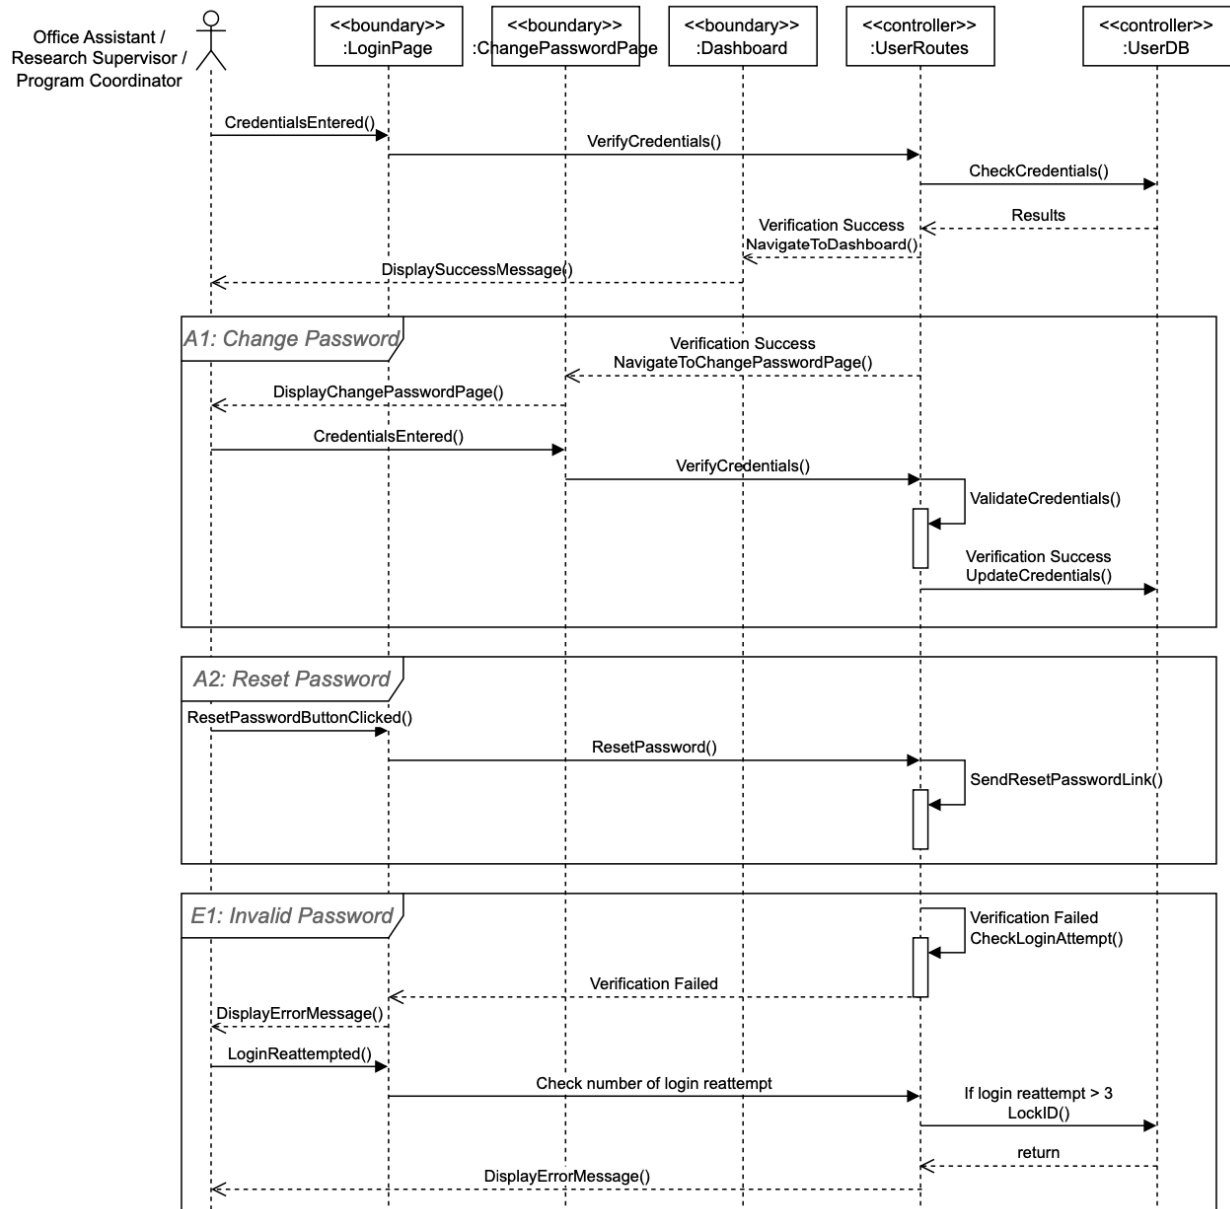 Office Assistant /
Research Supervisor /
Program Coordinator
<<boundary>>
:LoginPage
<<boundary>>
:ChangePasswordPage
<<boundary>>
:Dashboard
<<controller>>
:UserRoutes
<<controller>>
:UserDB
CredentialsEntered()
VerifyCredentials()
CheckCredentials()
Results
Verification Success
NavigateToDashboard()
DisplaySuccessMessage()
A1: Change Password
Verification Success
NavigateToChangePasswordPage()
DisplayChangePasswordPage()
CredentialsEntered()
VerifyCredentials()
ValidateCredentials()
Verification Success
UpdateCredentials()
A2: Reset Password
ResetPasswordButtonClicked()
ResetPassword()
SendResetPasswordLink()
E1: Invalid Password
Verification Failed
CheckLoginAttempt()
Verification Failed
DisplayErrorMessage()
LoginReattempted()
Check number of login reattempt
If login reattempt > 3
LockID()
return
DisplayErrorMessage()